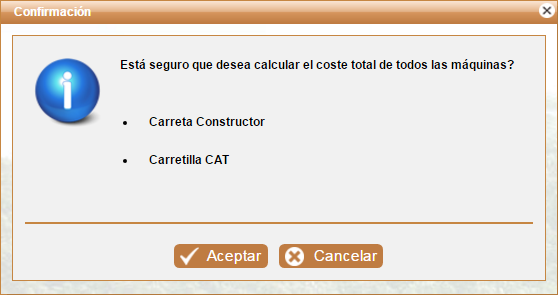 Confirmación
Está seguro que desea calcular el coste total de todos las máquinas?
• Carreta Constructor
• Carretilla CAT
Aceptar Cancelar